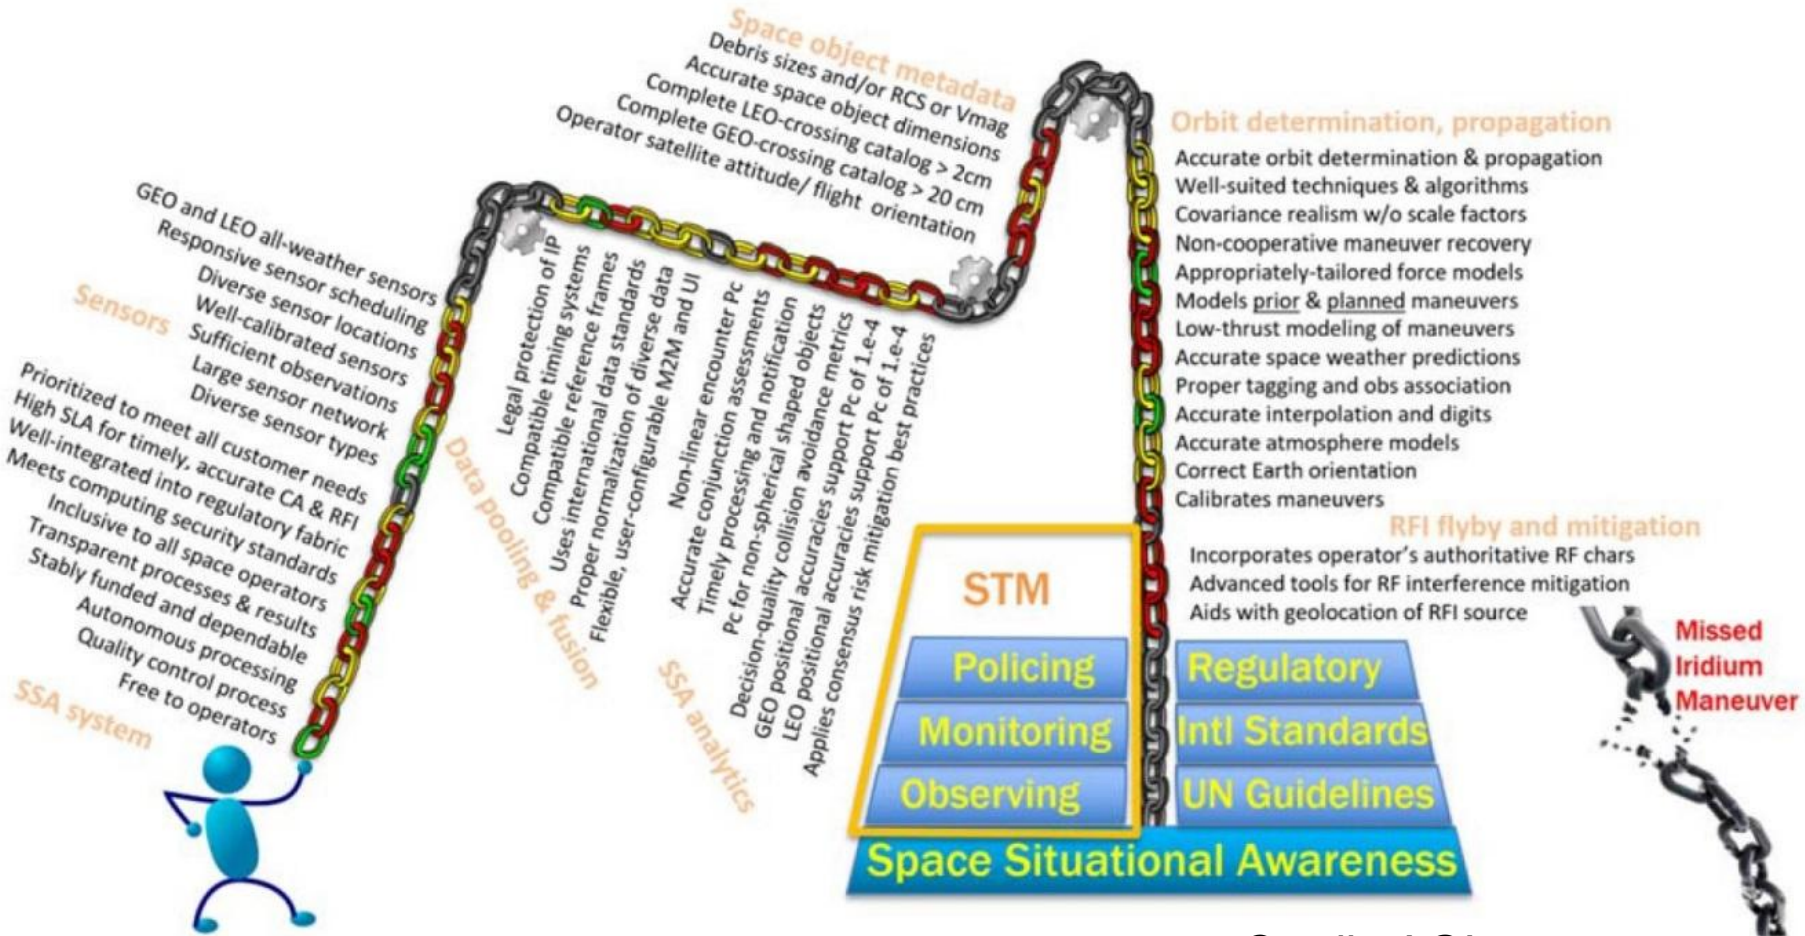 Space object metadata
Debris sizes and/or RCS or Vmag
Accurate space object dimensions
Complete LEO-crossing catalog > 2cm
Complete GEO-crossing catalog > 20 cm
Operator satellite attitude/ flight orientation
Sensors
GEO and LEO all-weather sensors
Responsive sensor scheduling
Diverse sensor locations
Well-calibrated sensors
Sufficient observations
Large sensor network
Diverse sensor types
SSA system
Prioritized to meet all customer needs
High SLA for timely, accurate CA & RFI
Well-integrated into regulatory fabric
Meets computing security standards
Inclusive to all space operators
Transparent processes & results
Stably funded and dependable
Autonomous processing
Quality control process
Free to operators
Data pooling & fusion
Legal protection of IP
Compatible timing systems
Compatible reference frames
Uses international data standards
Proper normalization of diverse data
Flexible, user-configurable M2M and UI
SSA analytics
Non-linear encounter Pc
Accurate conjunction assessments
Timely processing and notification
Pc for non-spherical shaped objects
Decision-quality collision avoidance metrics
GEO positional accuracies support Pc of 1.e-4
LEO positional accuracies support Pc of 1.e-4
Applies consensus risk mitigation best practices
Orbit determination, propagation
Accurate orbit determination & propagation
Well-suited techniques & algorithms
Covariance realism w/o scale factors
Non-cooperative maneuver recovery
Appropriately-tailored force models
Models prior & planned maneuvers
Low-thrust modeling of maneuvers
Accurate space weather predictions
Proper tagging and obs association
Accurate interpolation and digits
Accurate atmosphere models
Correct Earth orientation
Calibrates maneuvers
RFI flyby and mitigation
Incorporates operator's authoritative RF chars
Advanced tools for RF interference mitigation
Aids with geolocation of RFI source
STM
Policing
Monitoring
Observing
Regulatory
Intl Standards
UN Guidelines
Space Situational Awareness
Missed
Iridium
Maneuver